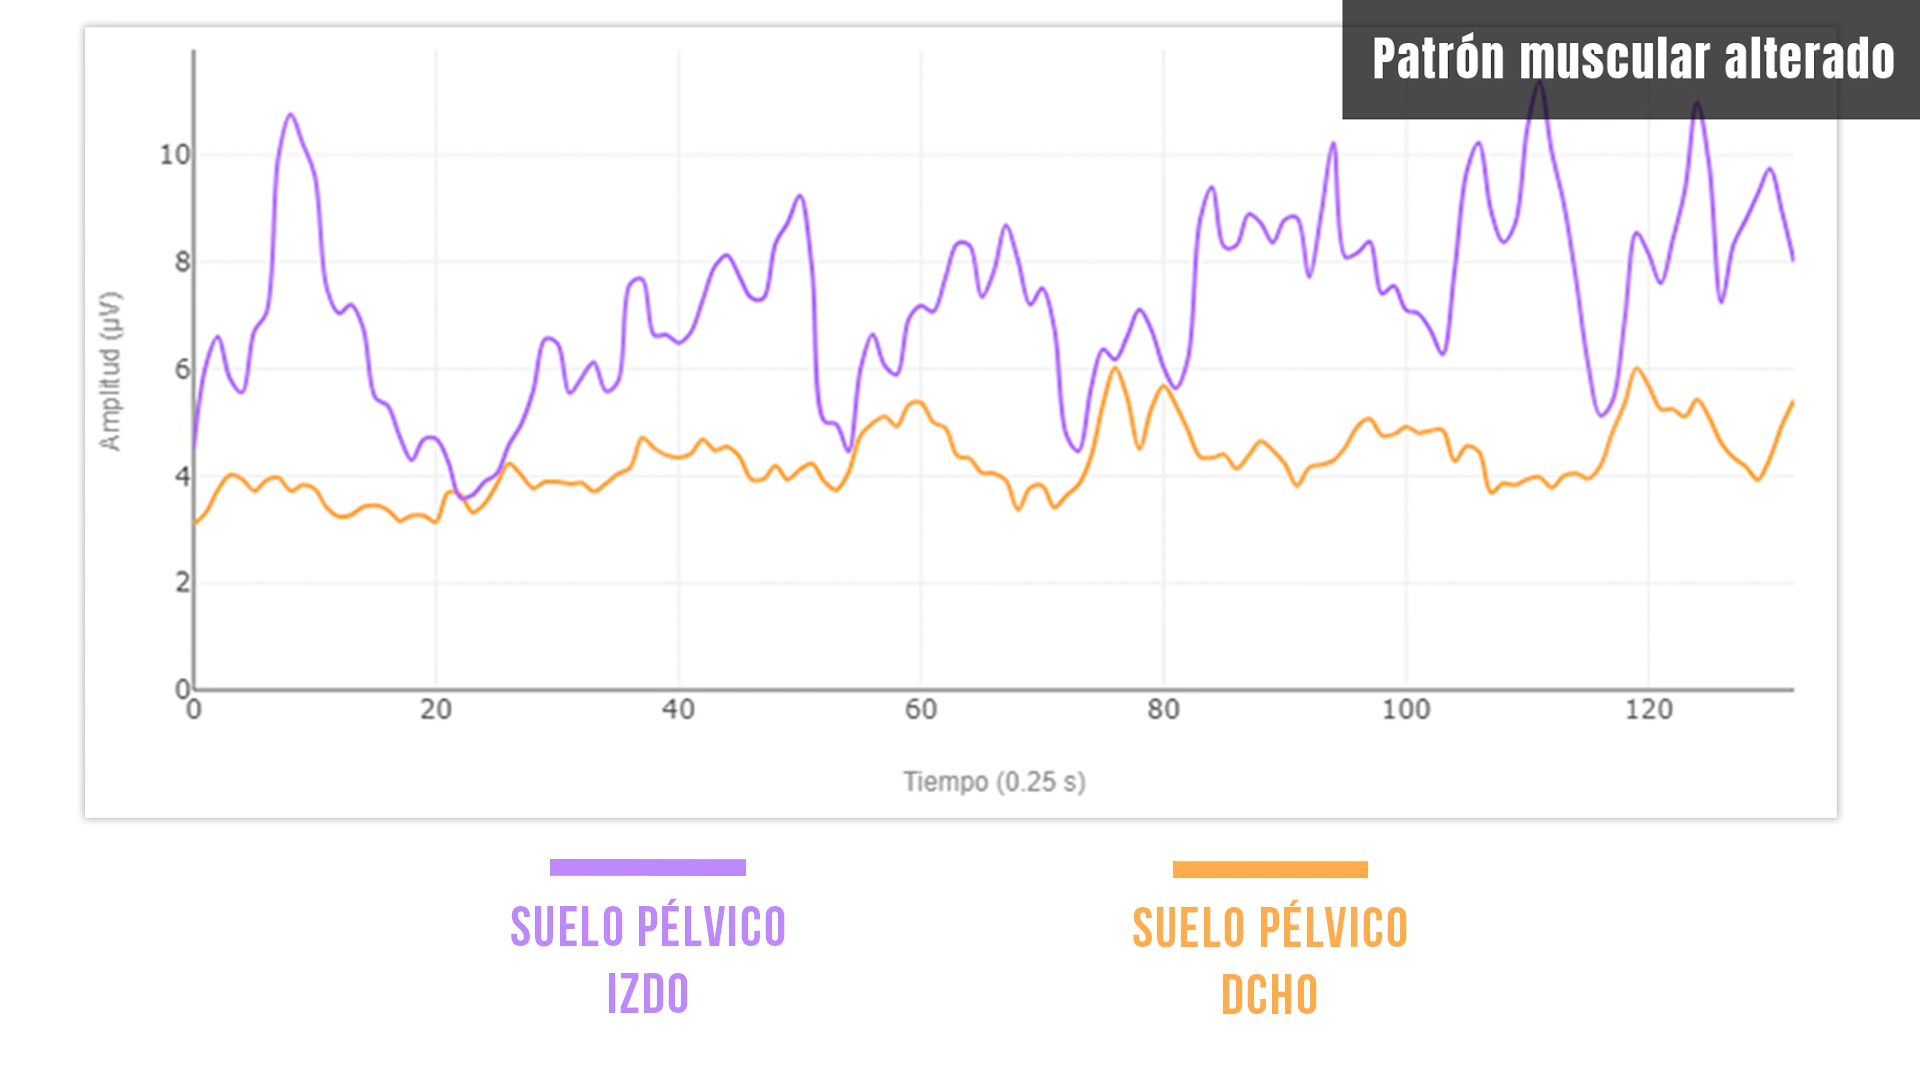 Patrón muscular alterado
10
8
6
4
2
0
Amplitud (µV)
0 20 40 60 80 100 120
Tiempo (0.25 s)
SUELO PÉLVICO
IZDO
SUELO PÉLVICO
DCHO